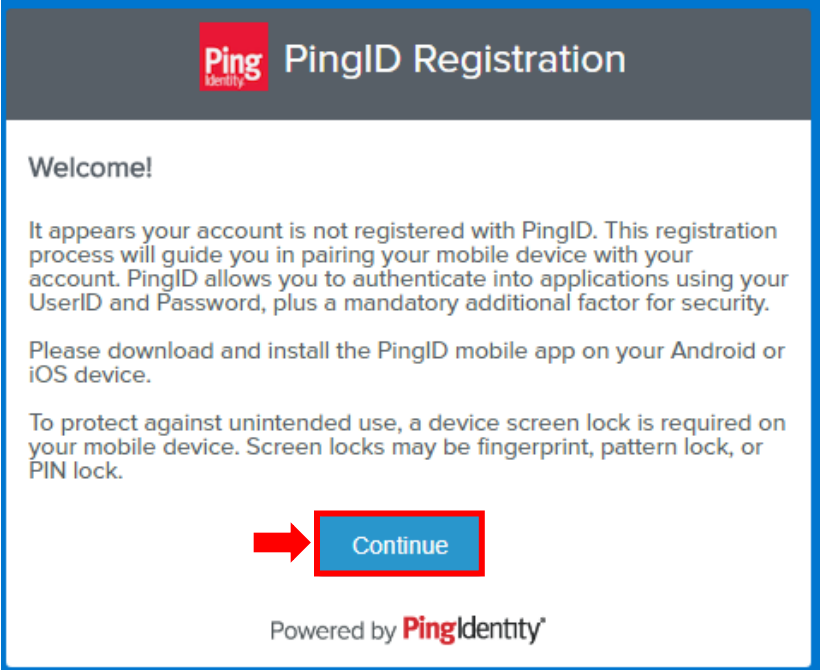 Ping
Identity
PingID Registration
Welcome!
It appears your account is not registered with PingID. This registration
process will guide you in pairing your mobile device with your
account. PingID allows you to authenticate into applications using your
UserID and Password, plus a mandatory additional factor for security.
Please download and install the PingID mobile app on your Android or
iOS device.
To protect against unintended use, a device screen lock is required on
your mobile device. Screen locks may be fingerprint, pattern lock, or
PIN lock.
Continue
Powered by PingIdentity®